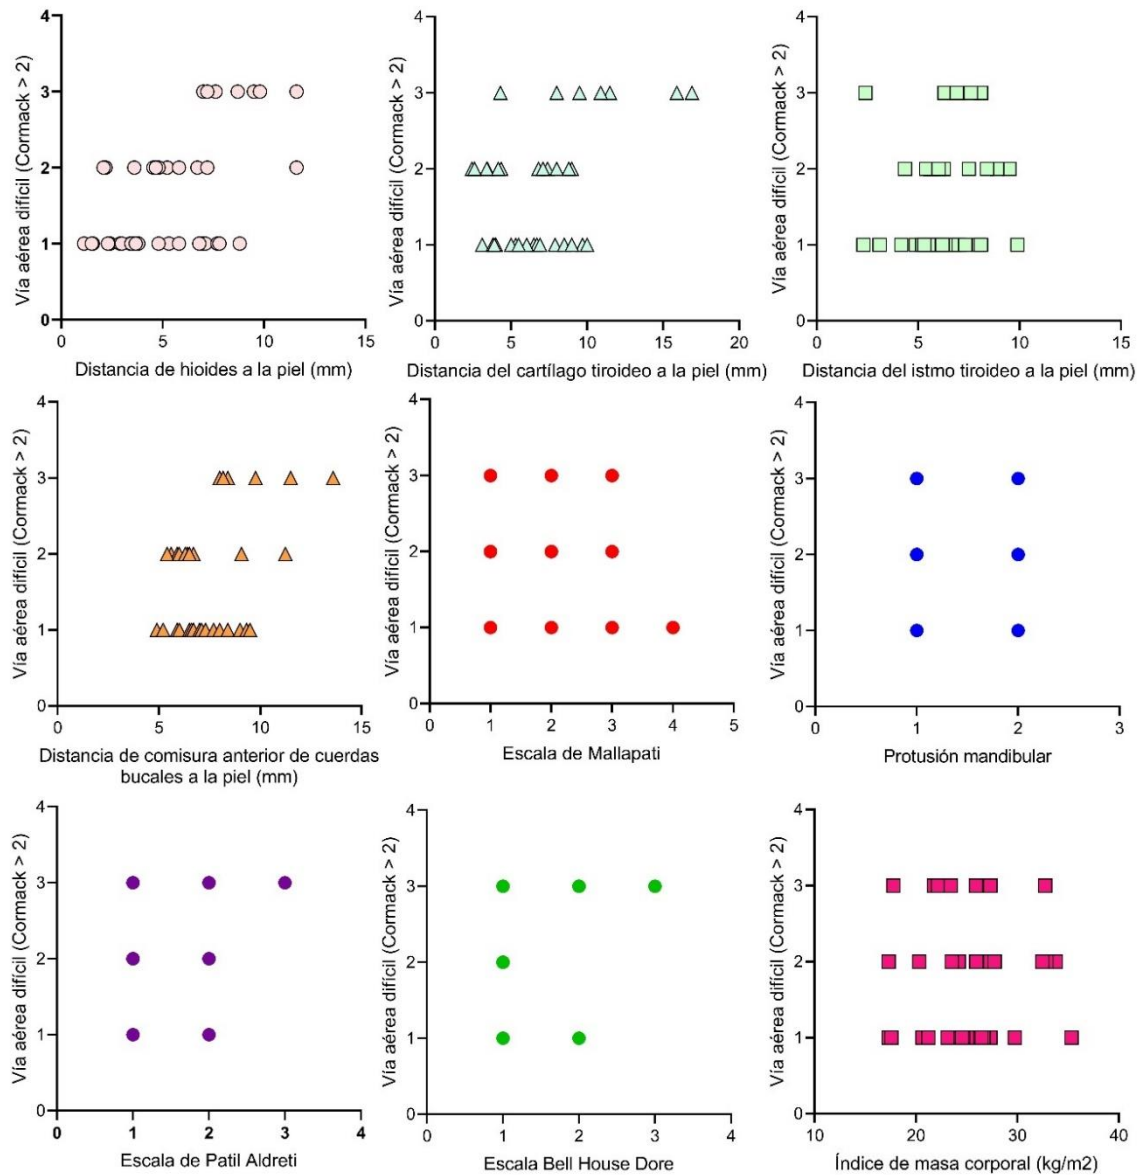 4
3
2
1
0
Vía aérea difícil (Cormack > 2)
0 5 10 15
Distancia de hioides a la piel (mm)
4
3
2
1
0
Vía aérea difícil (Cormack > 2)
0 5 10 15 20
Distancia del cartílago tiroideo a la piel (mm)
4
3
2
1
0
Vía aérea difícil (Cormack > 2)
0 5 10 15
Distancia del istmo tiroideo a la piel (mm)
4
3
2
1
0
Vía aérea difícil (Cormack > 2)
0 5 10 15
Distancia de comisura anterior de cuerdas
bucales a la piel (mm)
4
3
2
1
0
Vía aérea difícil (Cormack > 2)
0 1 2 3 4 5
Escala de Mallapati
4
3
2
1
0
Vía aérea difícil (Cormack > 2)
0 1 2 3
Protusión mandibular
4
3
2
1
0
Vía aérea difícil (Cormack > 2)
0 1 2 3 4
Escala de Patil Aldreti
4
3
2
1
0
Vía aérea difícil (Cormack > 2)
0 1 2 3 4
Escala Bell House Dore
4
3
2
1
0
Vía aérea difícil (Cormack > 2)
10 20 30 40
Índice de masa corporal (kg/m2)